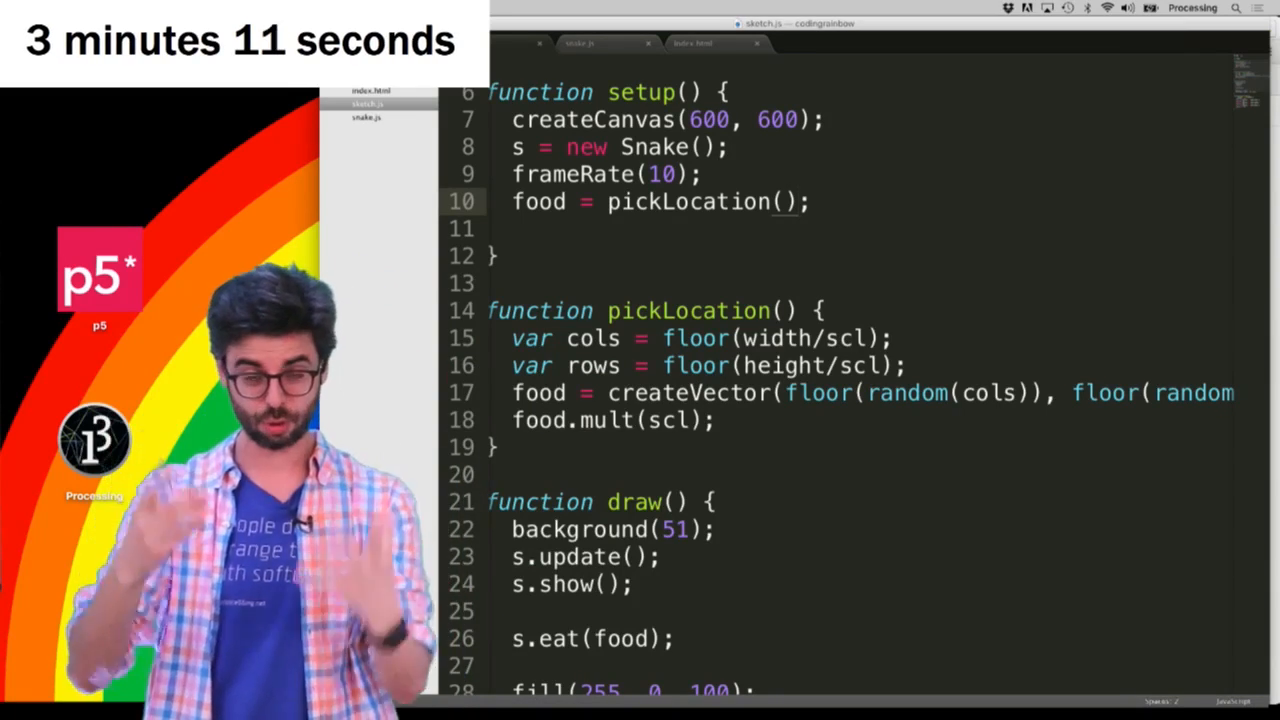 3 minutes 11 seconds
Processing
sketch.js — codingrainbow
snake.js
index.html
index.html
sketch.js
snake.js
6 function setup() {
7 createCanvas(600, 600);
8 s = new Snake();
9 frameRate(10);
10 food = pickLocation();
11
12 }
13
14 function pickLocation() {
15 var cols = floor(width/scl);
16 var rows = floor(height/scl);
17 food = createVector(floor(random(cols)), floor(random
18 food.mult(scl);
19 }
20
21 function draw() {
22 background(51);
23 s.update();
24 s.show();
25
26 s.eat(food);
27
28 fill(255, 0, 100);
p5*
p5
Processing
JavaScript